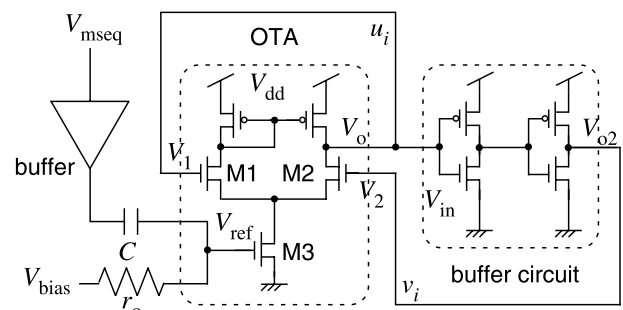 V_mseq
OTA
u_i
V_dd
V_o
V_o2
buffer
V_1
M1
M2
V_2
V_in
V_ref
C
M3
V_bias
v_i
buffer circuit